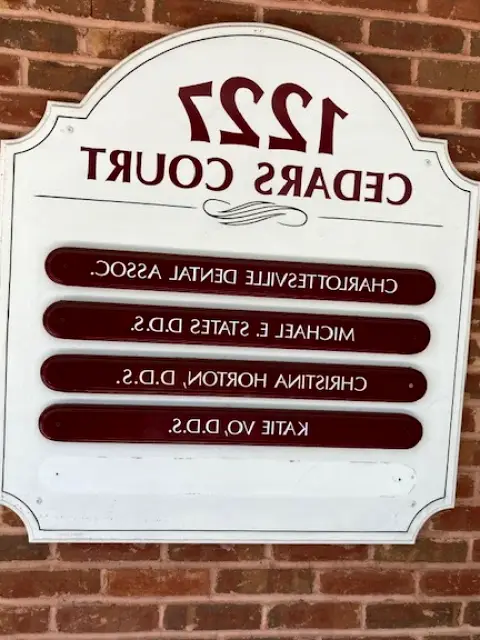 1227
CEDARS COURT
CHARLOTTESVILLE DENTAL ASSOC.
MICHAEL E. STATES D.D.S.
CHRISTINA HORTON, D.D.S.
KATIE VO, D.D.S.